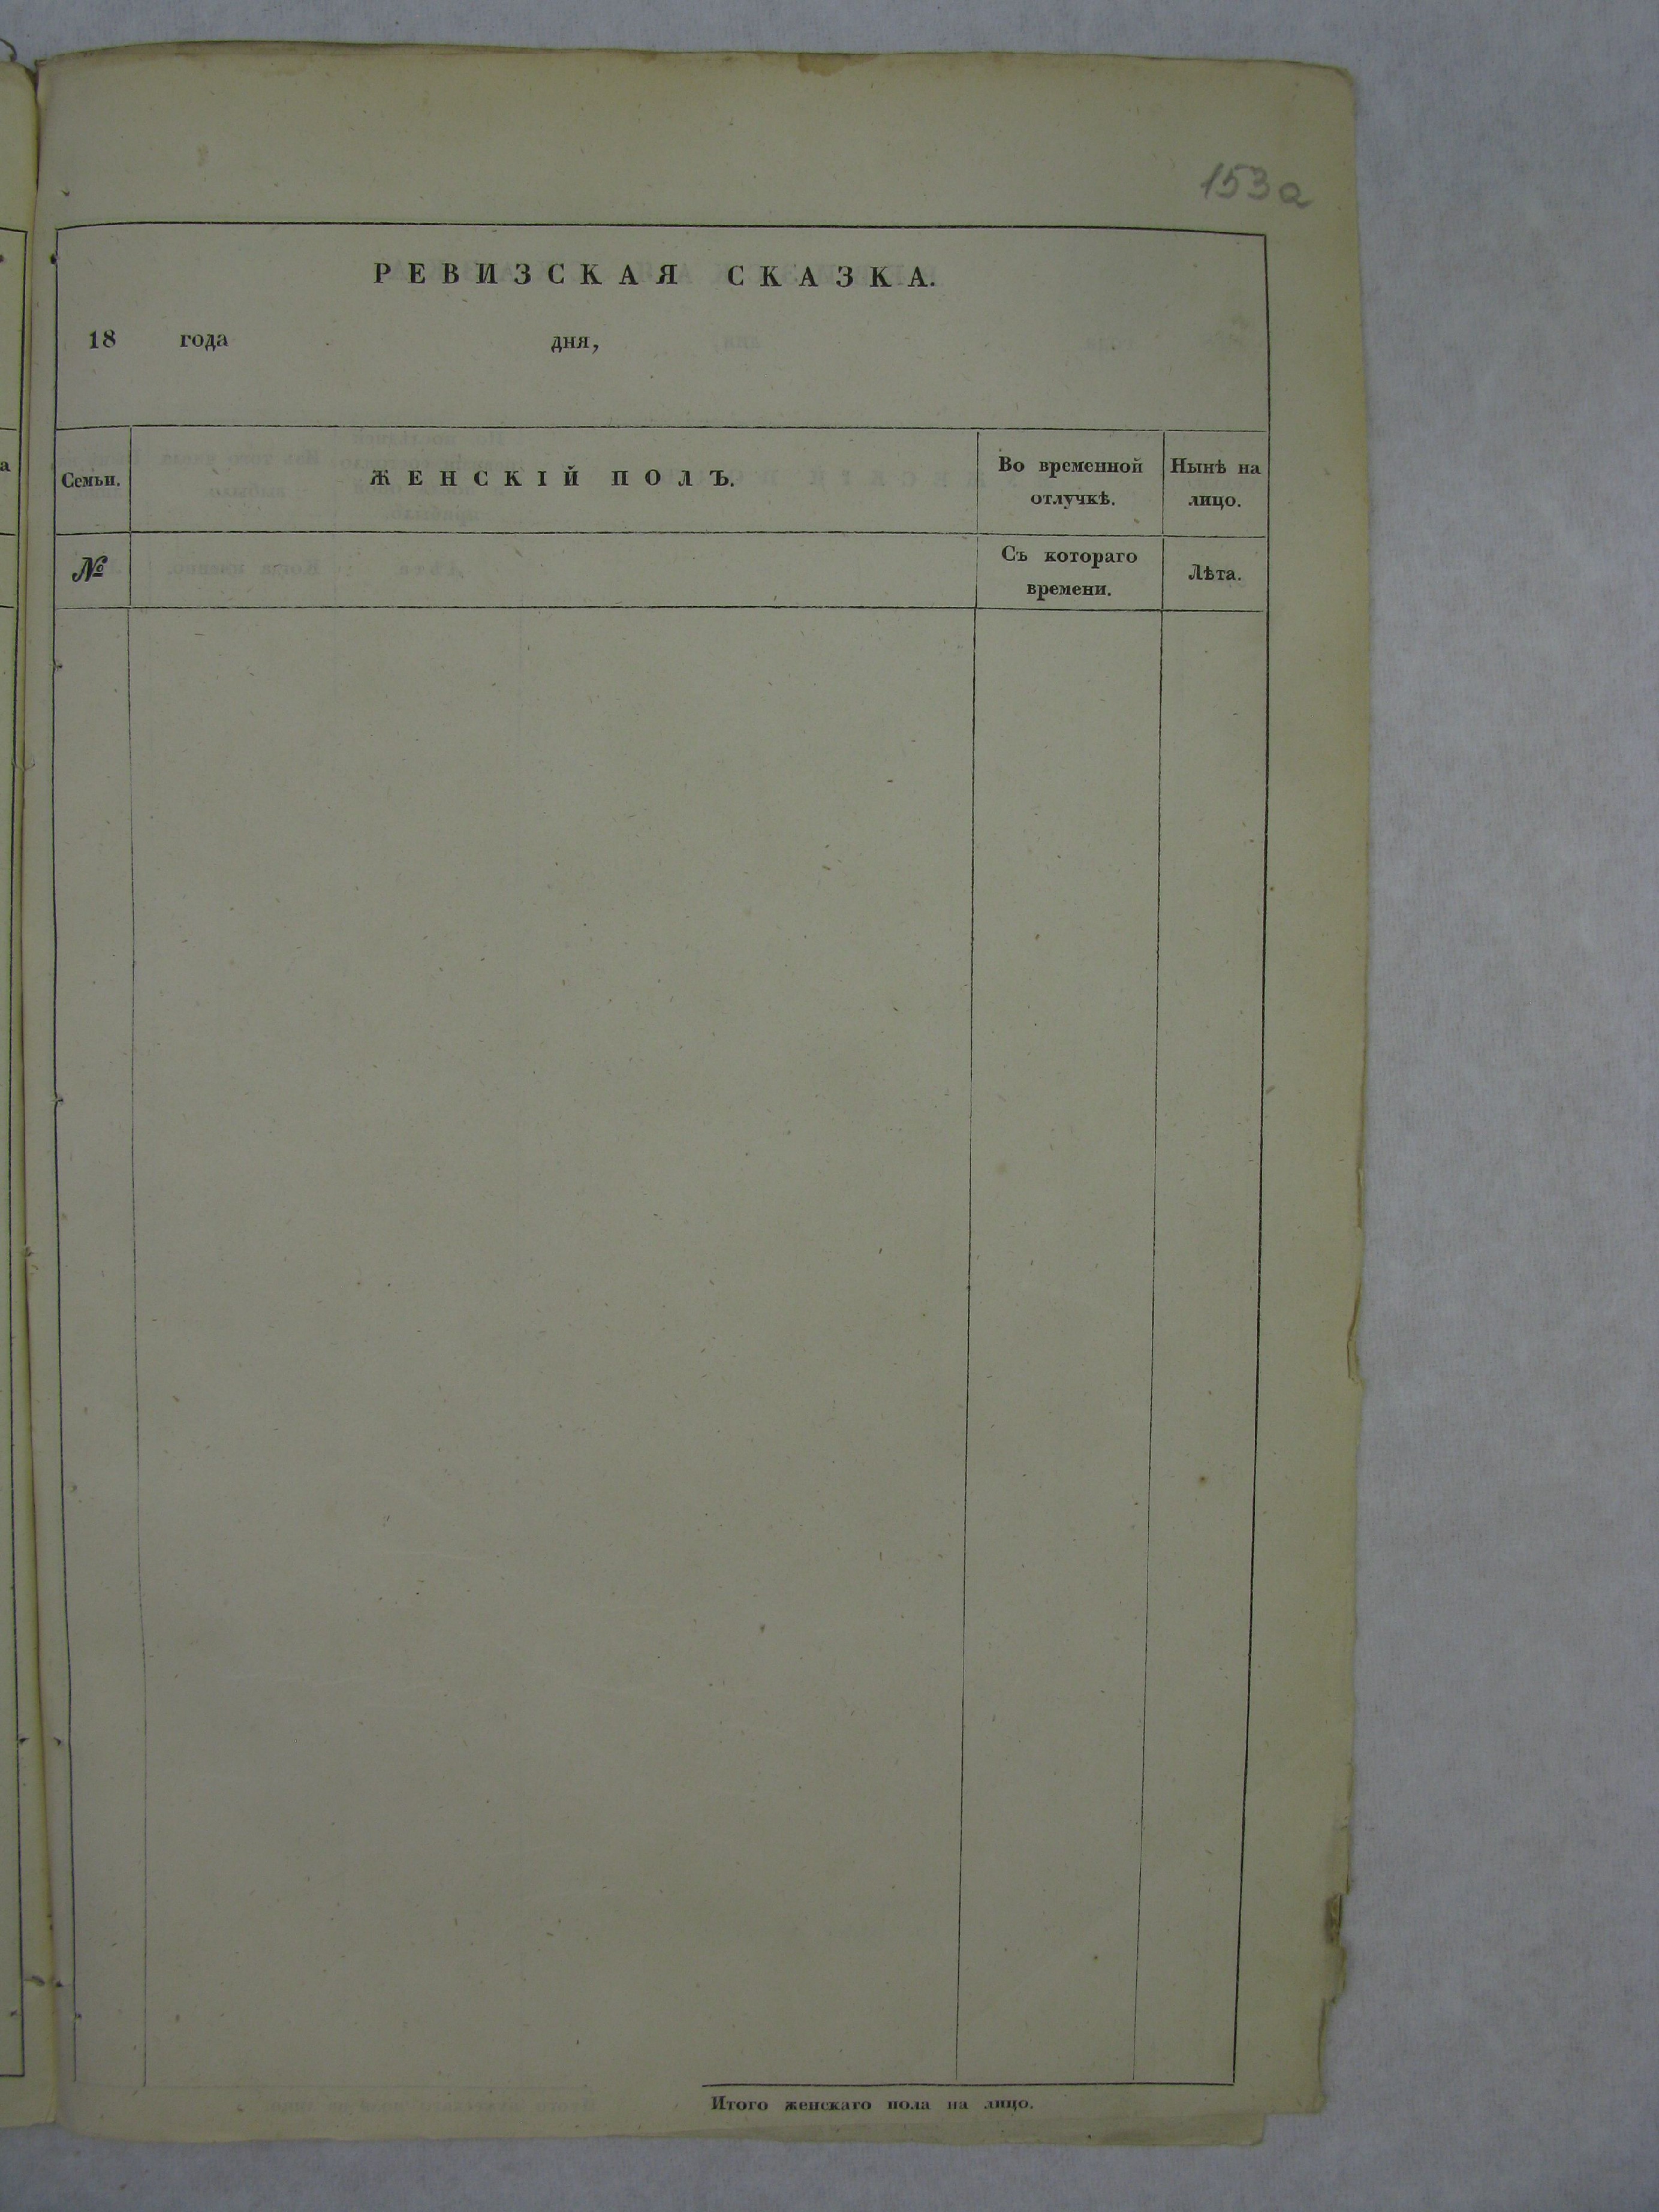 153а
РЕВИЗСКАЯ СКАЗКА.
18 года дня,
Семьи.
ЖЕНСКІЙ ПОЛЪ.
Во временной
отлучкѣ.
Нынѣ на
лицо.
№
Съ котораго
времени.
Лѣта.
Итого женскаго пола на лицо.